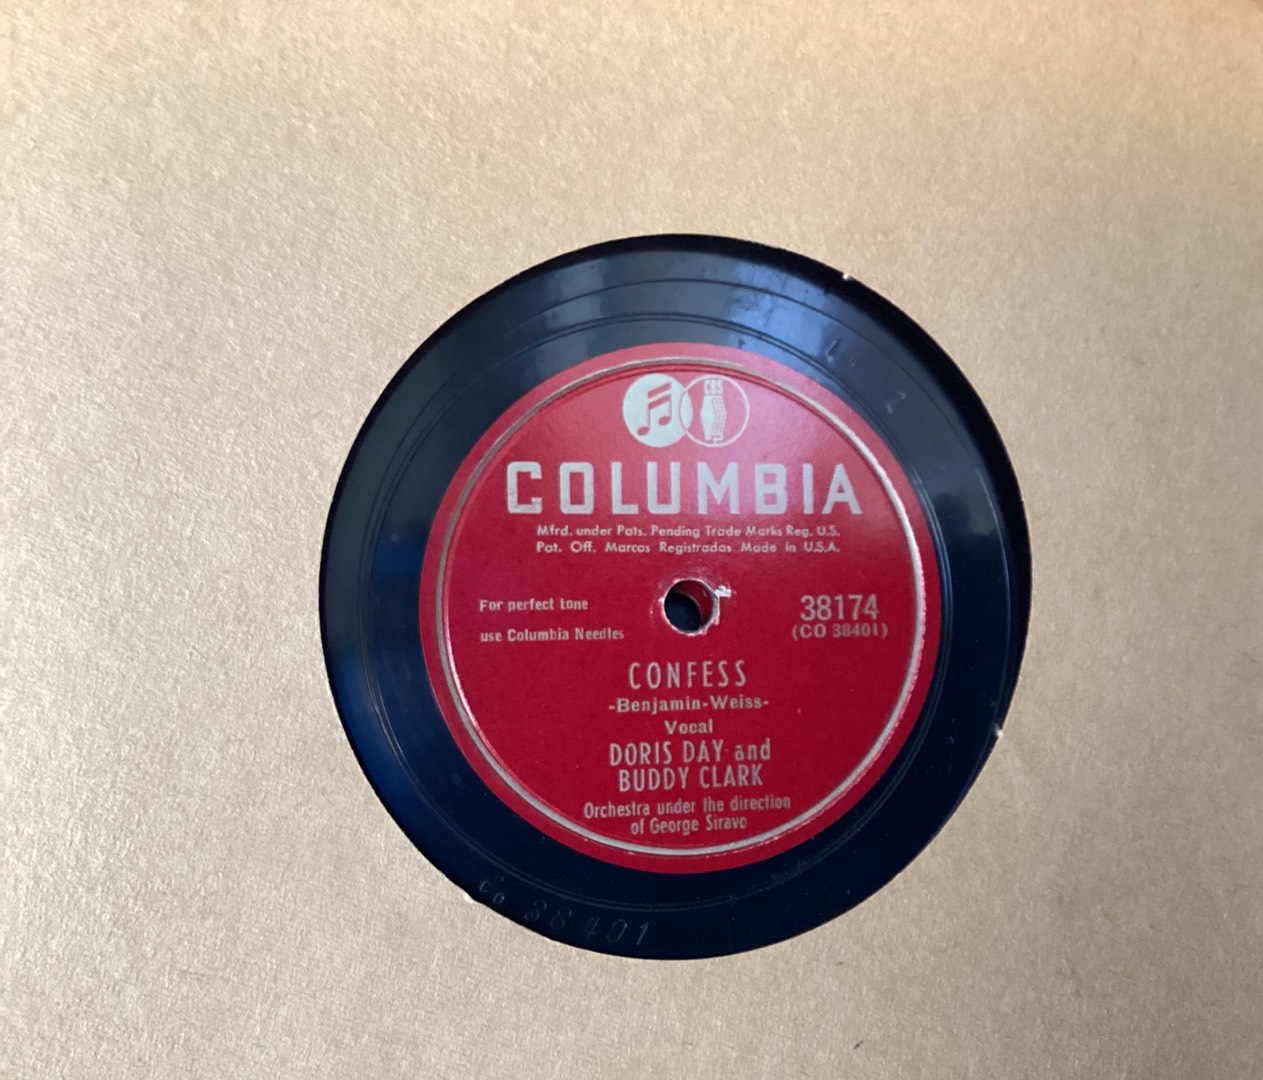 CBS
COLUMBIA
Mfrd. under Pats. Pending Trade Marks Reg. U.S.
Pat. Off. Marcas Registradas Made in U.S.A.
For perfect tone
use Columbia Needles
38174
(CO 38401)
CONFESS
-Benjamin-Weiss-
Vocal
DORIS DAY and
BUDDY CLARK
Orchestra under the direction
of George Siravo
CO 38401